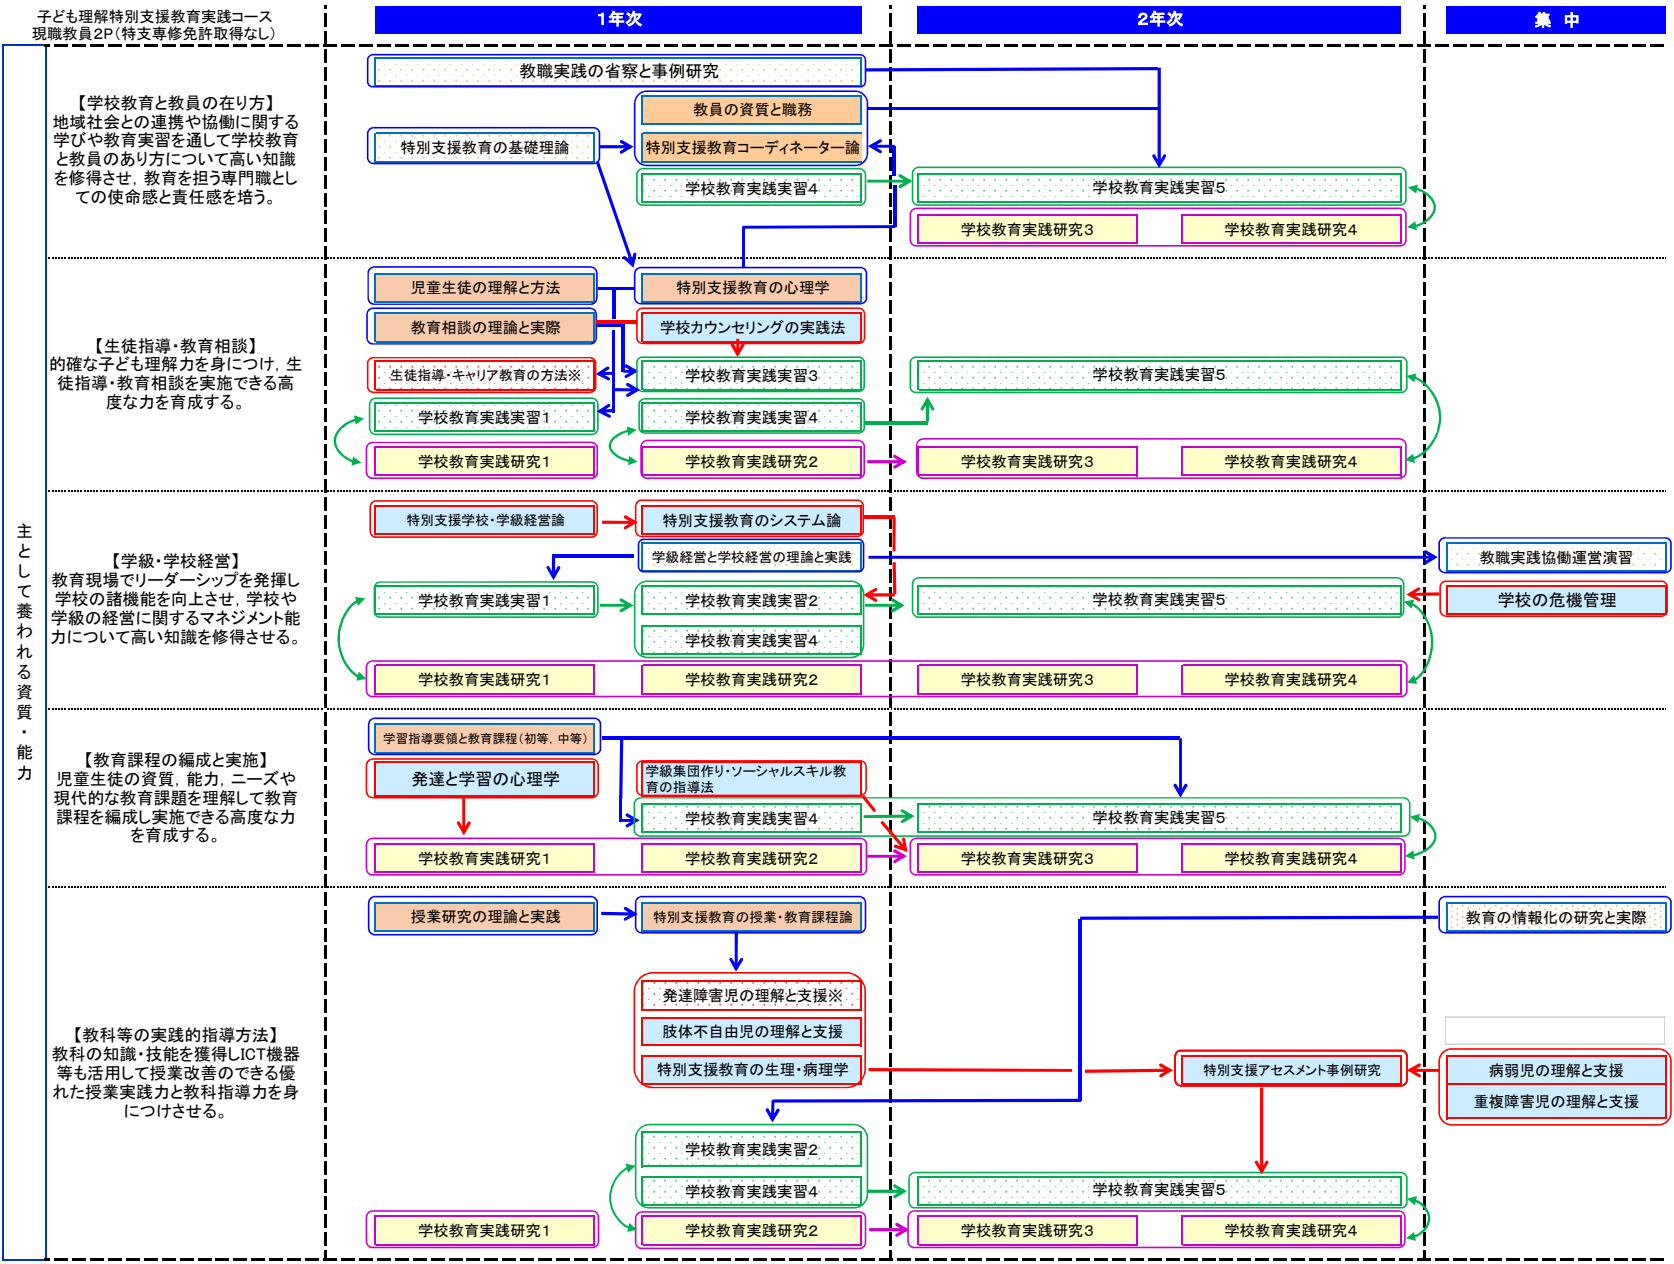 子ども理解特別支援教育実践コース
現職教員2P(特支専修免許取得なし)
1年次
2年次
集 中
主として養われる資質・能力
【学校教育と教員の在り方】
地域社会との連携や協働に関する
学びや教育実習を通して学校教育
と教員のあり方について高い知識
を修得させ，教育を担う専門職とし
ての使命感と責任感を培う。
教職実践の省察と事例研究
教員の資質と職務
特別支援教育の基礎理論
特別支援教育コーディネーター論
学校教育実践実習4
学校教育実践実習5
学校教育実践研究3
学校教育実践研究4
【生徒指導・教育相談】
的確な子ども理解力を身につけ，生
徒指導・教育相談を実施できる高
度な力を育成する。
児童生徒の理解と方法
特別支援教育の心理学
教育相談の理論と実際
学校カウンセリングの実践法
生徒指導・キャリア教育の方法※
学校教育実践実習3
学校教育実践実習5
学校教育実践実習1
学校教育実践実習4
学校教育実践研究1
学校教育実践研究2
学校教育実践研究3
学校教育実践研究4
【学級・学校経営】
教育現場でリーダーシップを発揮し
学校の諸機能を向上させ，学校や
学級の経営に関するマネジメント能
力について高い知識を修得させる。
特別支援学校・学級経営論
特別支援教育のシステム論
学級経営と学校経営の理論と実践
教職実践協働運営演習
学校教育実践実習1
学校教育実践実習2
学校教育実践実習5
学校の危機管理
学校教育実践実習4
学校教育実践研究1
学校教育実践研究2
学校教育実践研究3
学校教育実践研究4
【教育課程の編成と実施】
児童生徒の資質，能力，ニーズや
現代的な教育課題を理解して教育
課程を編成し実施できる高度な力
を育成する。
学習指導要領と教育課程(初等，中等)
発達と学習の心理学
学級集団作り・ソーシャルスキル教
育の指導法
学校教育実践実習4
学校教育実践実習5
学校教育実践研究1
学校教育実践研究2
学校教育実践研究3
学校教育実践研究4
【教科等の実践的指導方法】
教科の知識・技能を獲得しICT機器
等も活用して授業改善のできる優
れた授業実践力と教科指導力を身
につけさせる。
授業研究の理論と実践
特別支援教育の授業・教育課程論
教育の情報化の研究と実際
発達障害児の理解と支援※
肢体不自由児の理解と支援
特別支援教育の生理・病理学
特別支援アセスメント事例研究
病弱児の理解と支援
重複障害児の理解と支援
学校教育実践実習2
学校教育実践実習4
学校教育実践実習5
学校教育実践研究1
学校教育実践研究2
学校教育実践研究3
学校教育実践研究4